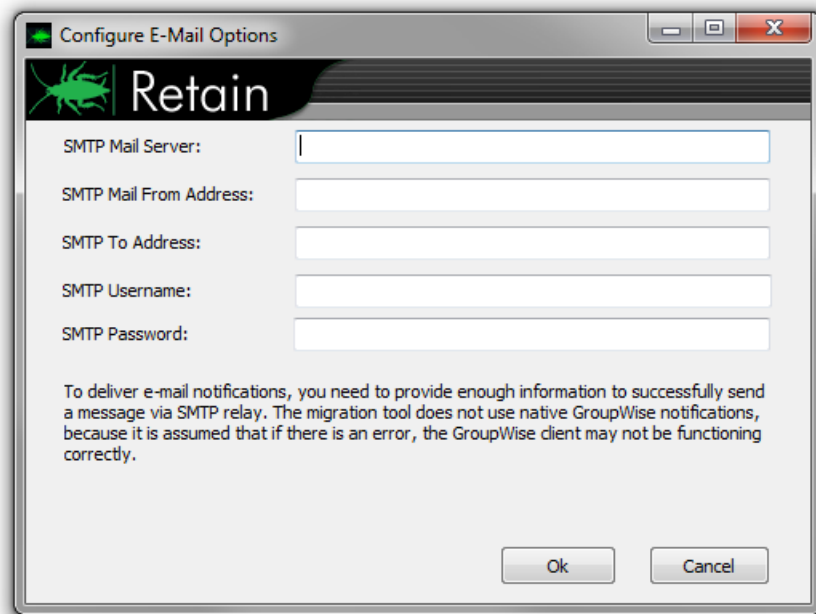 Configure E-Mail Options
Retain
SMTP Mail Server:
SMTP Mail From Address:
SMTP To Address:
SMTP Username:
SMTP Password:
To deliver e-mail notifications, you need to provide enough information to successfully send
a message via SMTP relay. The migration tool does not use native GroupWise notifications,
because it is assumed that if there is an error, the GroupWise client may not be functioning
correctly.
Ok Cancel